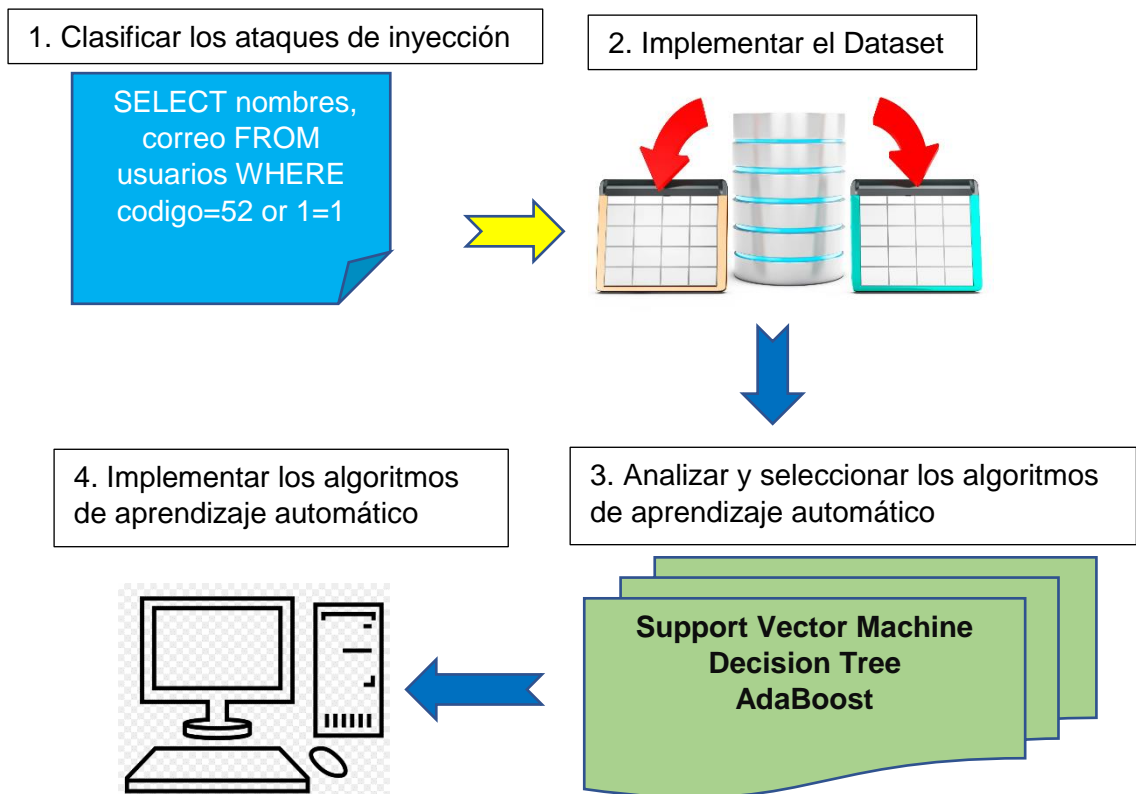 1. Clasificar los ataques de inyección
2. Implementar el Dataset
SELECT nombres,
correo FROM
usuarios WHERE
codigo=52 or 1=1
4. Implementar los algoritmos
de aprendizaje automático
3. Analizar y seleccionar los algoritmos
de aprendizaje automático
Support Vector Machine
Decision Tree
AdaBoost